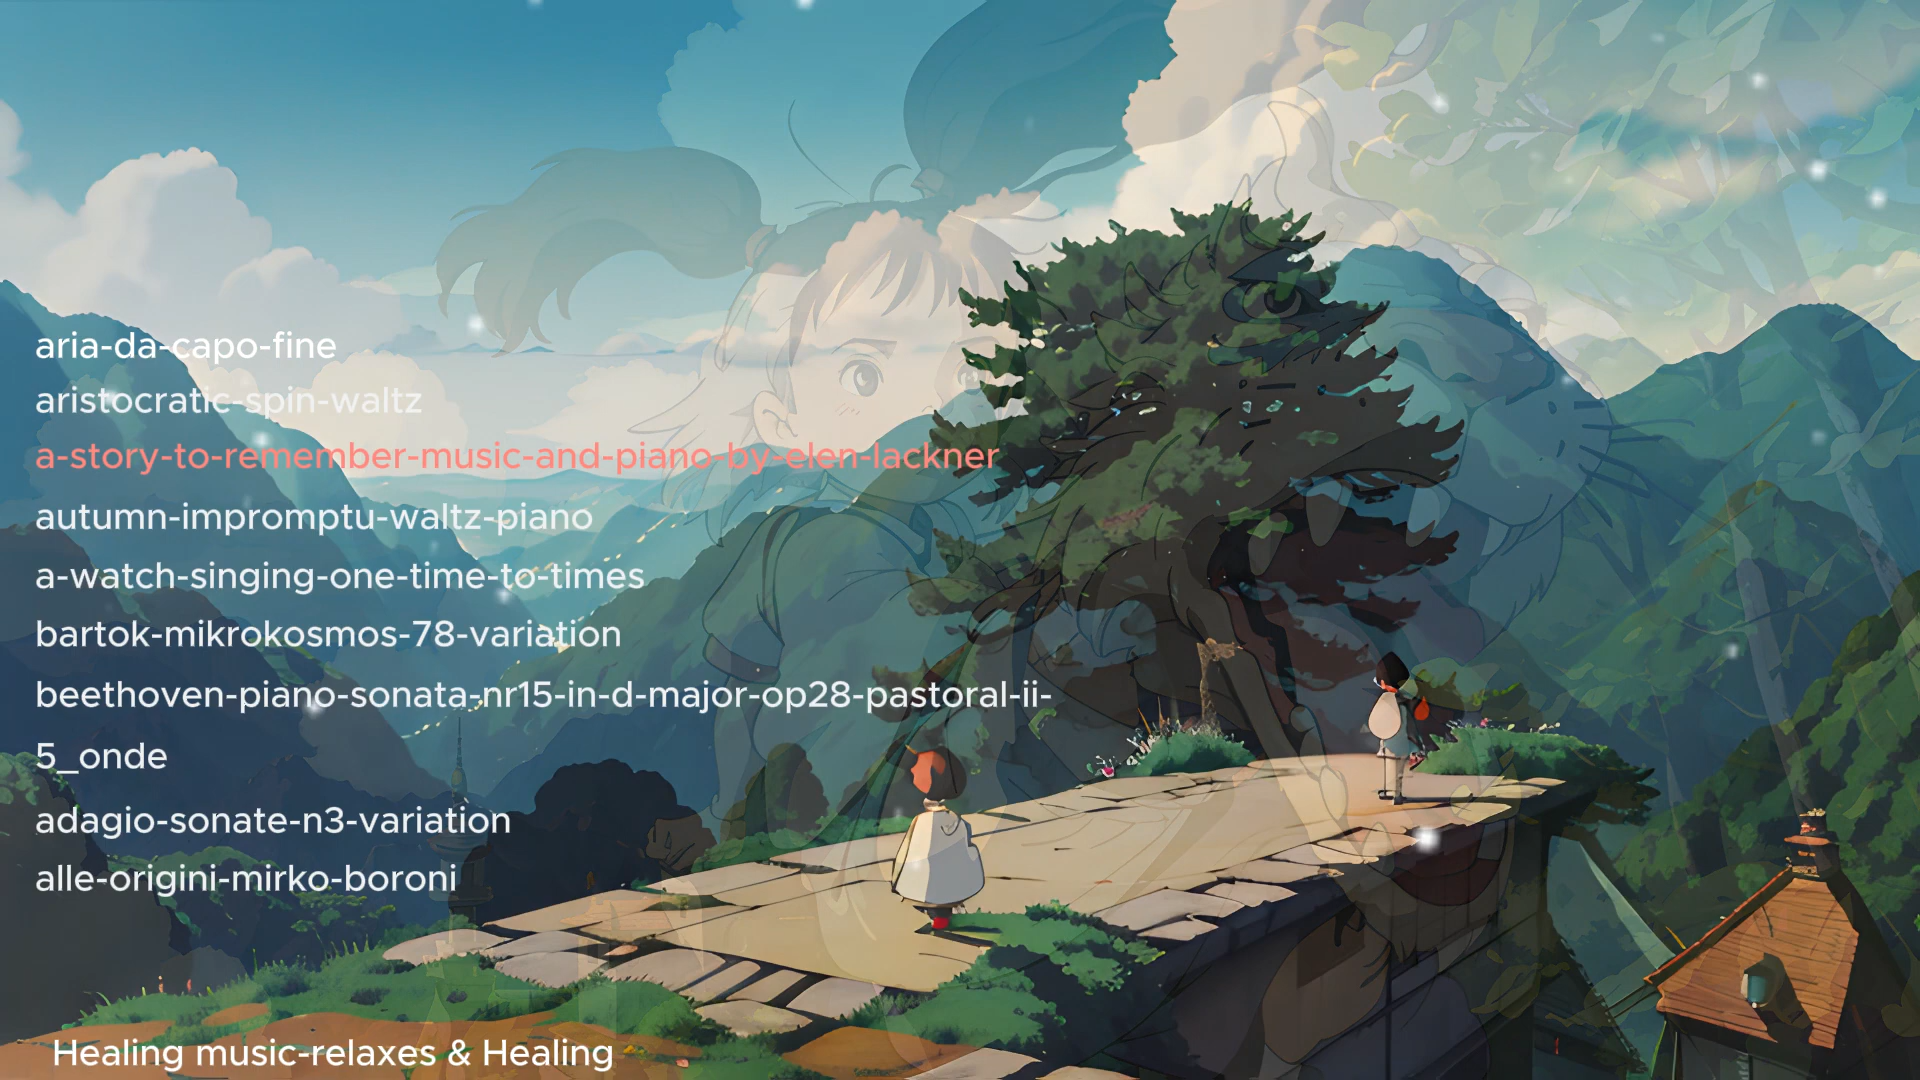 aria-da-capo-fine
aristocratic-spin-waltz
a-story-to-remember-music-and-piano-by-elen-lackner
autumn-impromptu-waltz-piano
a-watch-singing-one-time-to-times
bartok-mikrokosmos-78-variation
beethoven-piano-sonata-nr15-in-d-major-op28-pastoral-ii-
5_onde
adagio-sonate-n3-variation
alle-origini-mirko-boroni
Healing music-relaxes & Healing